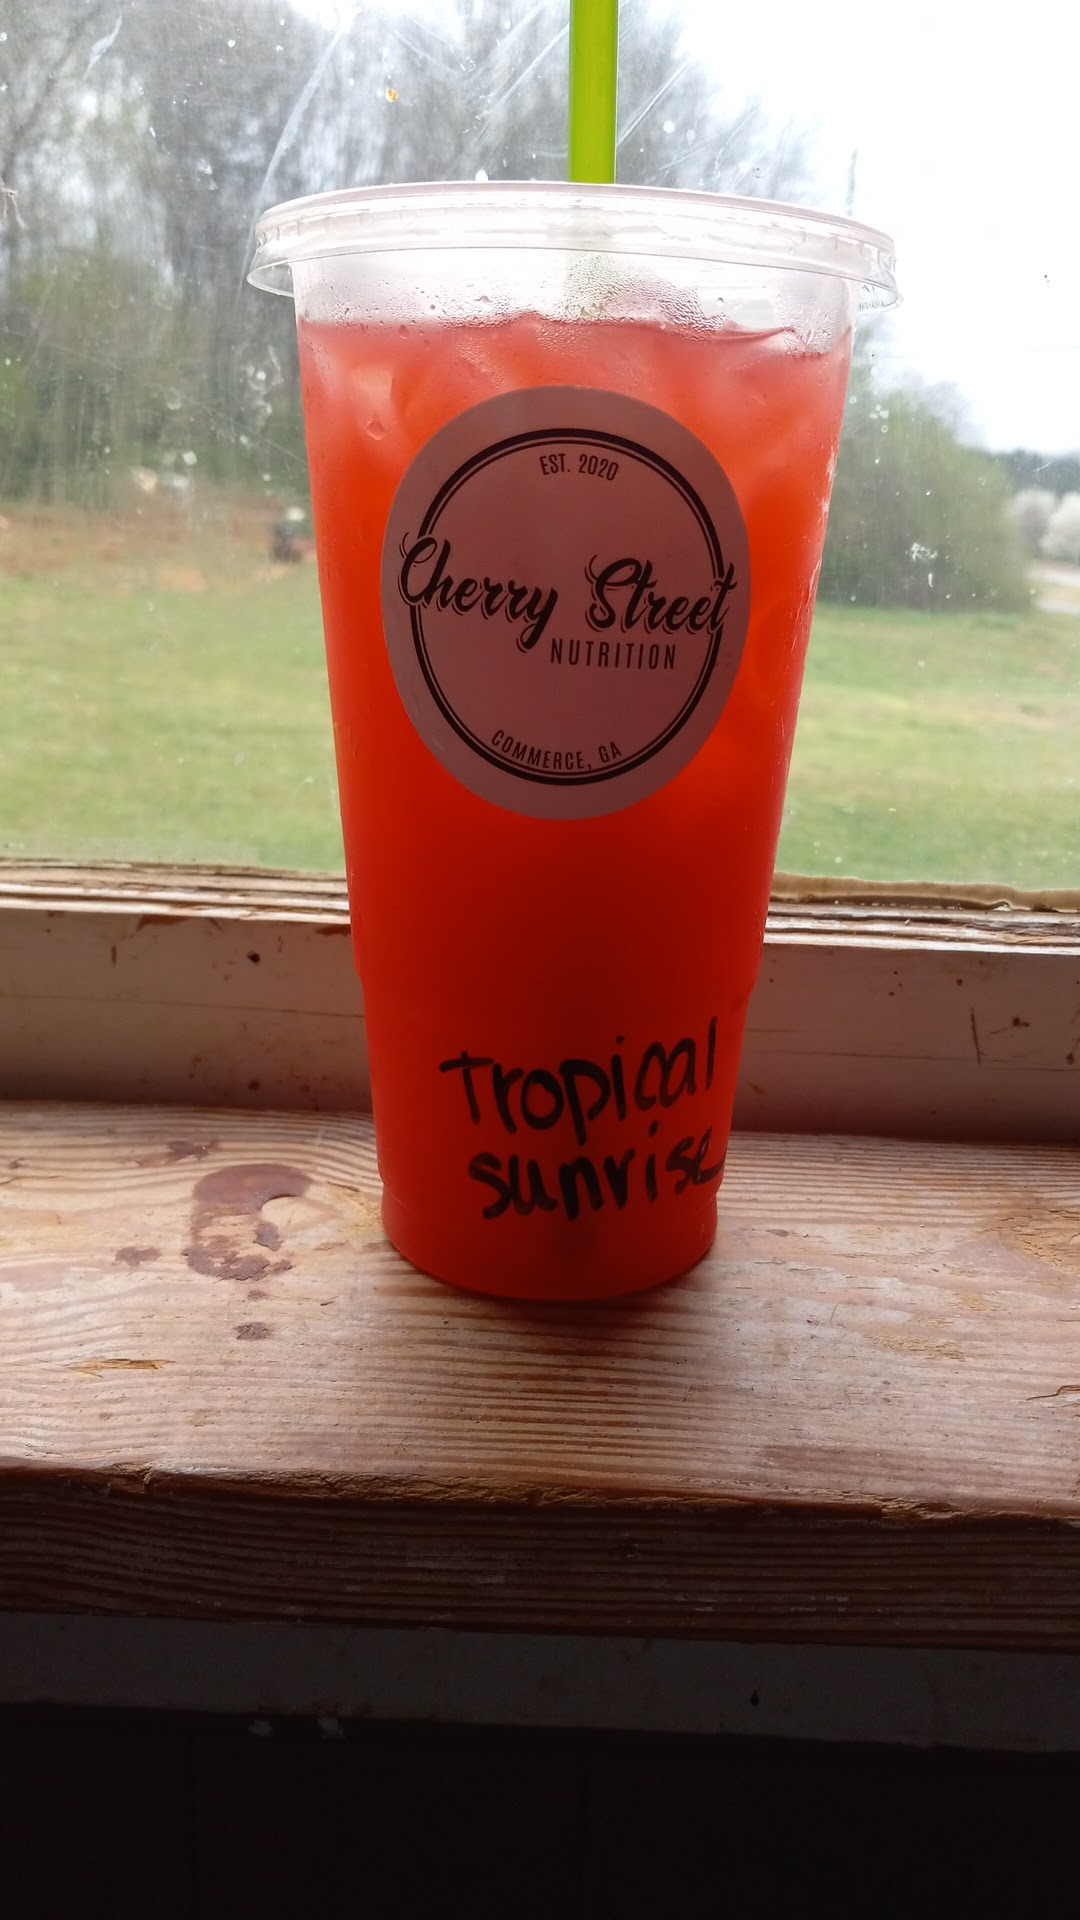 EST. 2020
Cherry Street
NUTRITION
COMMERCE, GA
Tropical
sunrise